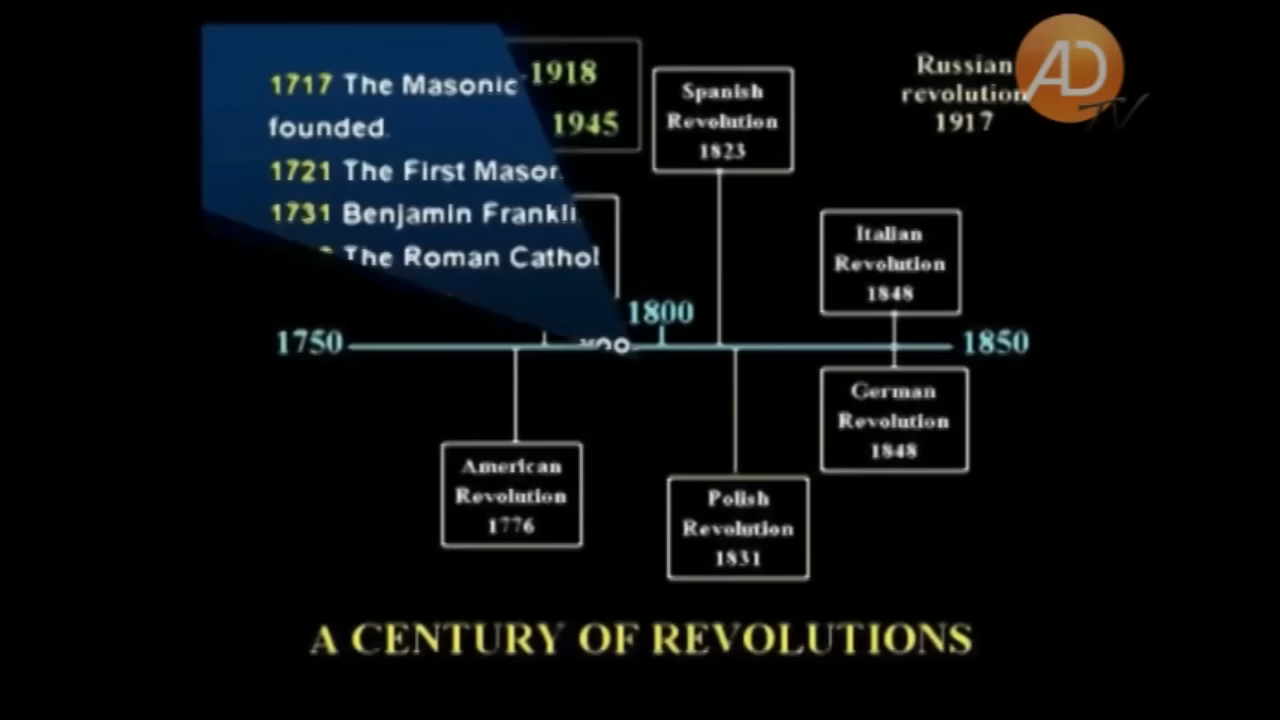 1717 The Masonic
founded.
1721 The First Mason
1731 Benjamin Frankli
The Roman Cathol
1918
1945
Spanish
Revolution
1823
Russian
revolution
1917
AD
TV
Italian
Revolution
1848
1750
1800
1850
German
Revolution
1848
American
Revolution
1776
Polish
Revolution
1831
A CENTURY OF REVOLUTIONS